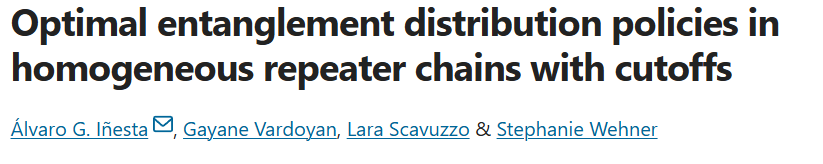 Optimal entanglement distribution policies in
homogeneous repeater chains with cutoffs
Álvaro G. Iñesta, Gayane Vardoyan, Lara Scavuzzo & Stephanie Wehner